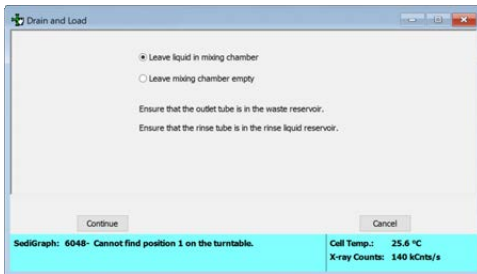 Drain and Load
Leave liquid in mixing chamber
Leave mixing chamber empty
Ensure that the outlet tube is in the waste reservoir.
Ensure that the rinse tube is in the rinse liquid reservoir.
Continue
Cancel
SediGraph: 6048- Cannot find position 1 on the turntable.
Cell Temp.: 25.6 °C
X-ray Counts: 140 kCnts/s